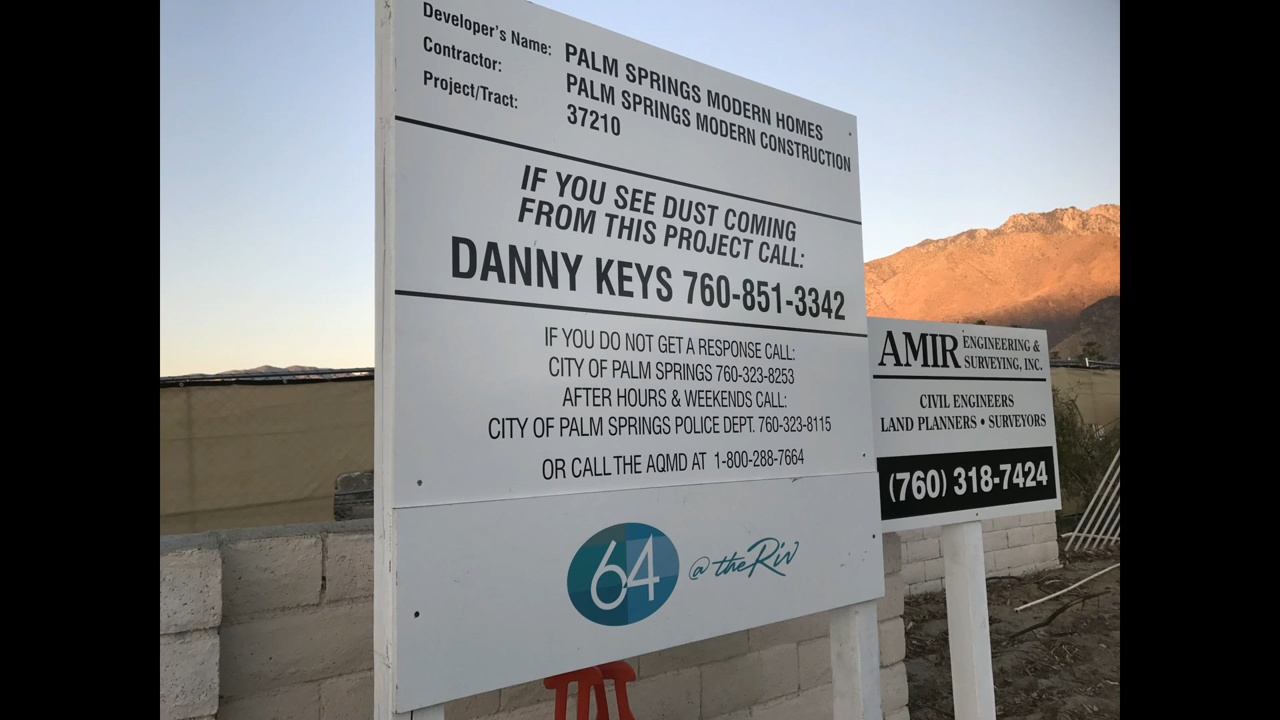 Developer's Name: PALM SPRINGS MODERN HOMES
Contractor: PALM SPRINGS MODERN CONSTRUCTION
Project/Tract: 37210
IF YOU SEE DUST COMING
FROM THIS PROJECT CALL:
DANNY KEYS 760-851-3342
IF YOU DO NOT GET A RESPONSE CALL:
CITY OF PALM SPRINGS 760-323-8253
AFTER HOURS & WEEKENDS CALL:
CITY OF PALM SPRINGS POLICE DEPT. 760-323-8115
OR CALL THE AQMD AT 1-800-288-7664
64 @ the Riv
AMIR ENGINEERING &
SURVEYING, INC.
CIVIL ENGINEERS
LAND PLANNERS • SURVEYORS
(760) 318-7424